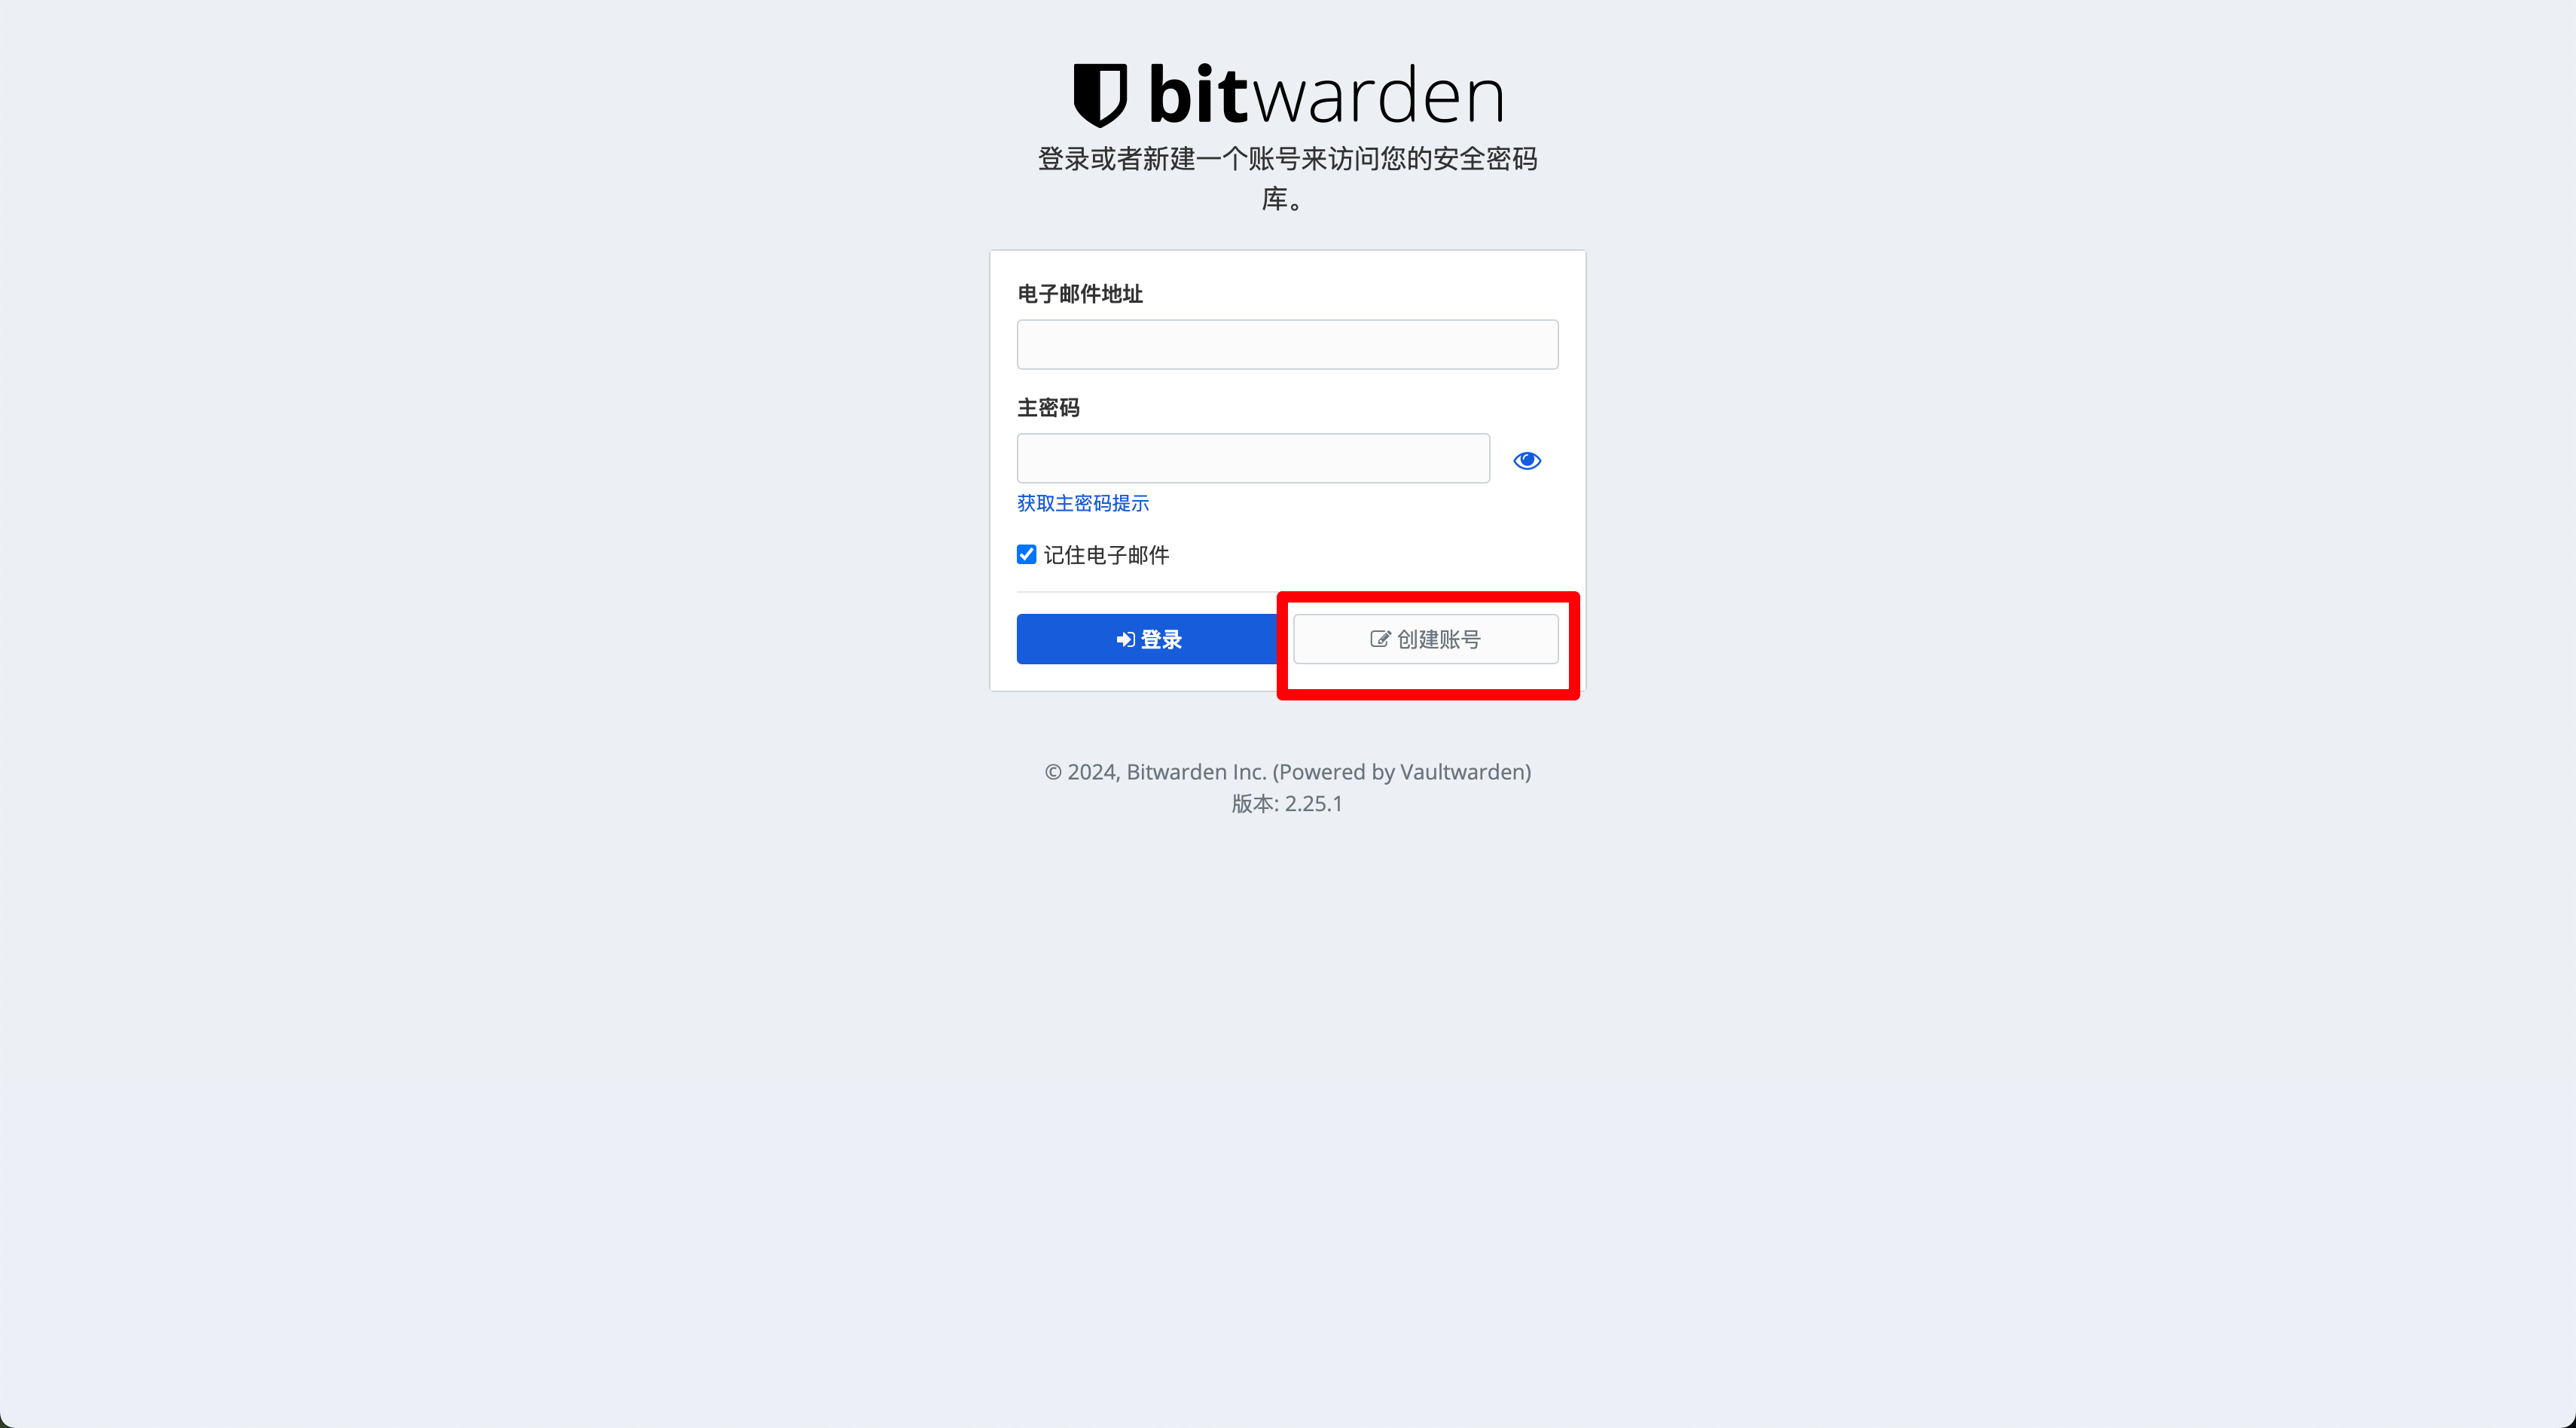 bitwarden
登录或者新建一个账号来访问您的安全密码
库。
电子邮件地址
主密码
获取主密码提示
记住电子邮件
登录
创建账号
© 2024, Bitwarden Inc. (Powered by Vaultwarden)
版本: 2.25.1